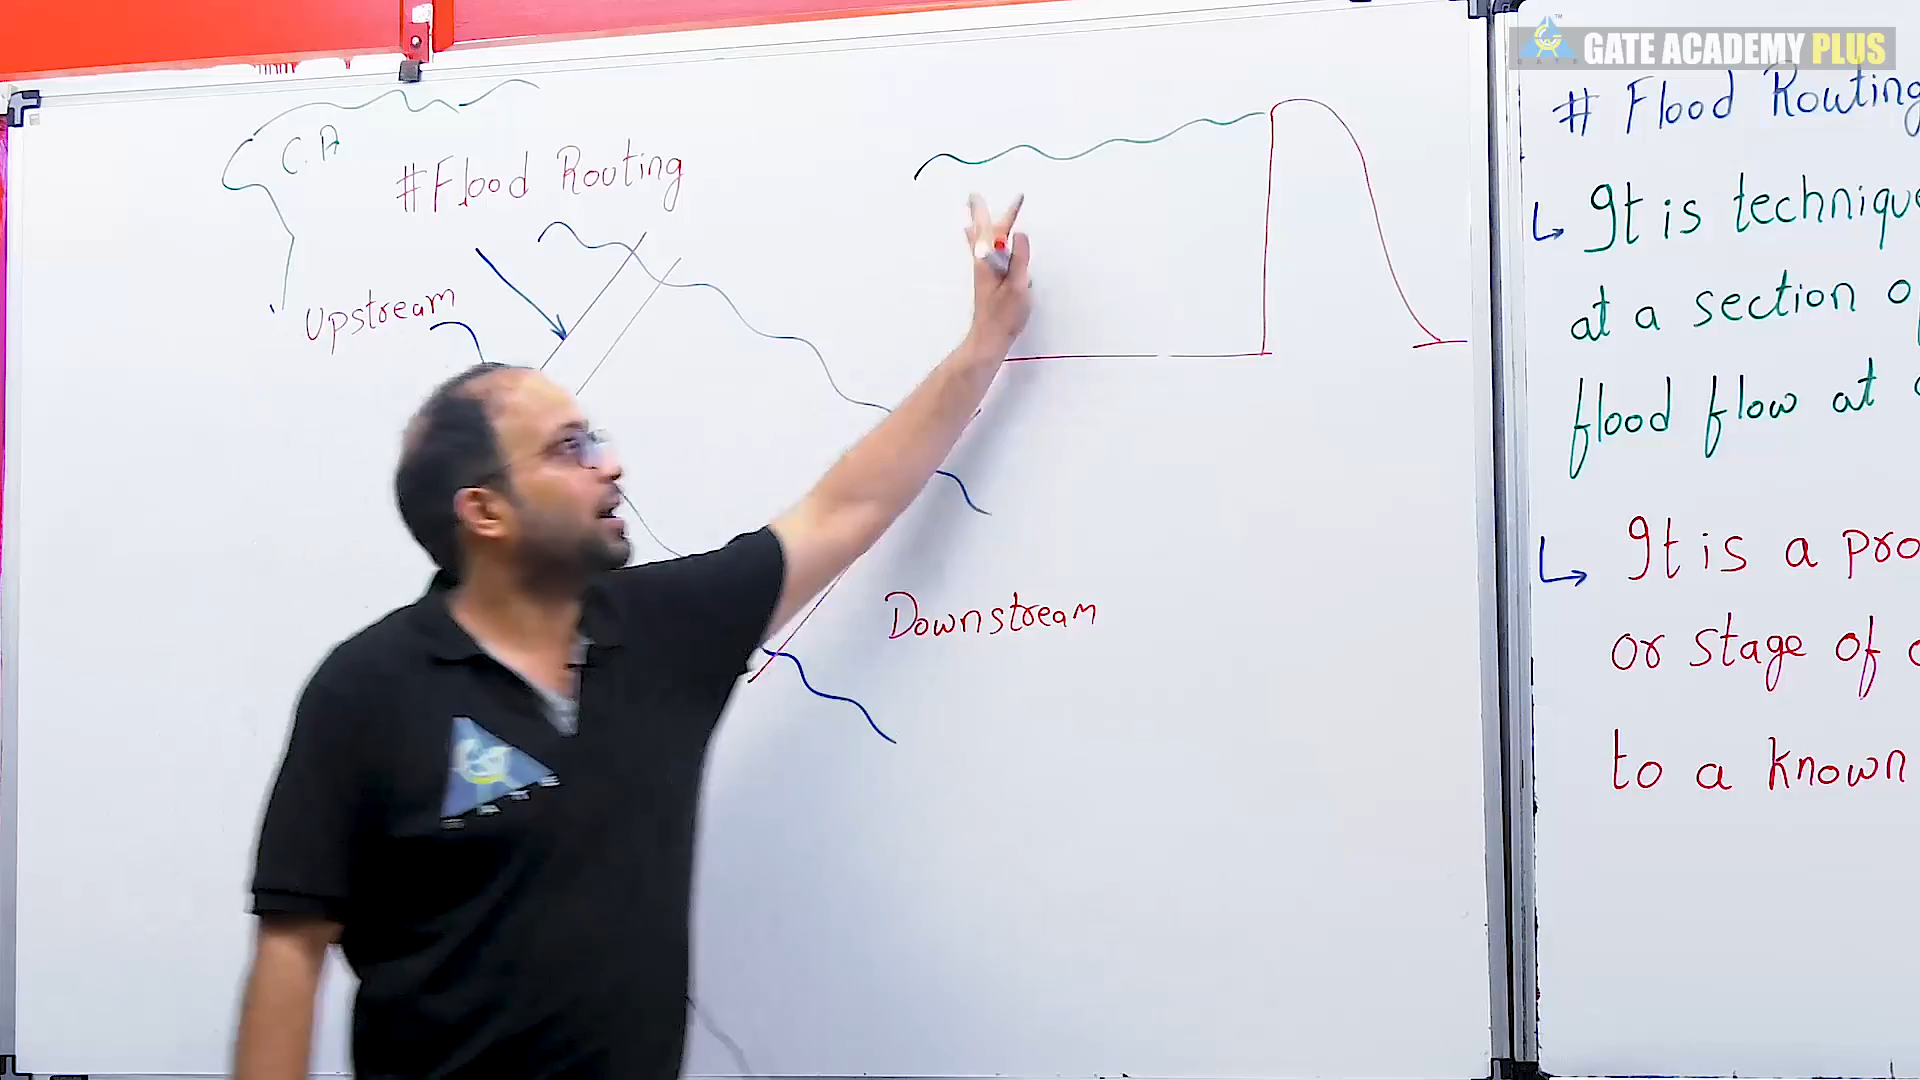 GATE ACADEMY PLUS
C.A
#Flood Routing
Upstream
Downstream
# Flood Routing
It is technique
at a section o
flood flow at
It is a pro
or stage of
to a known